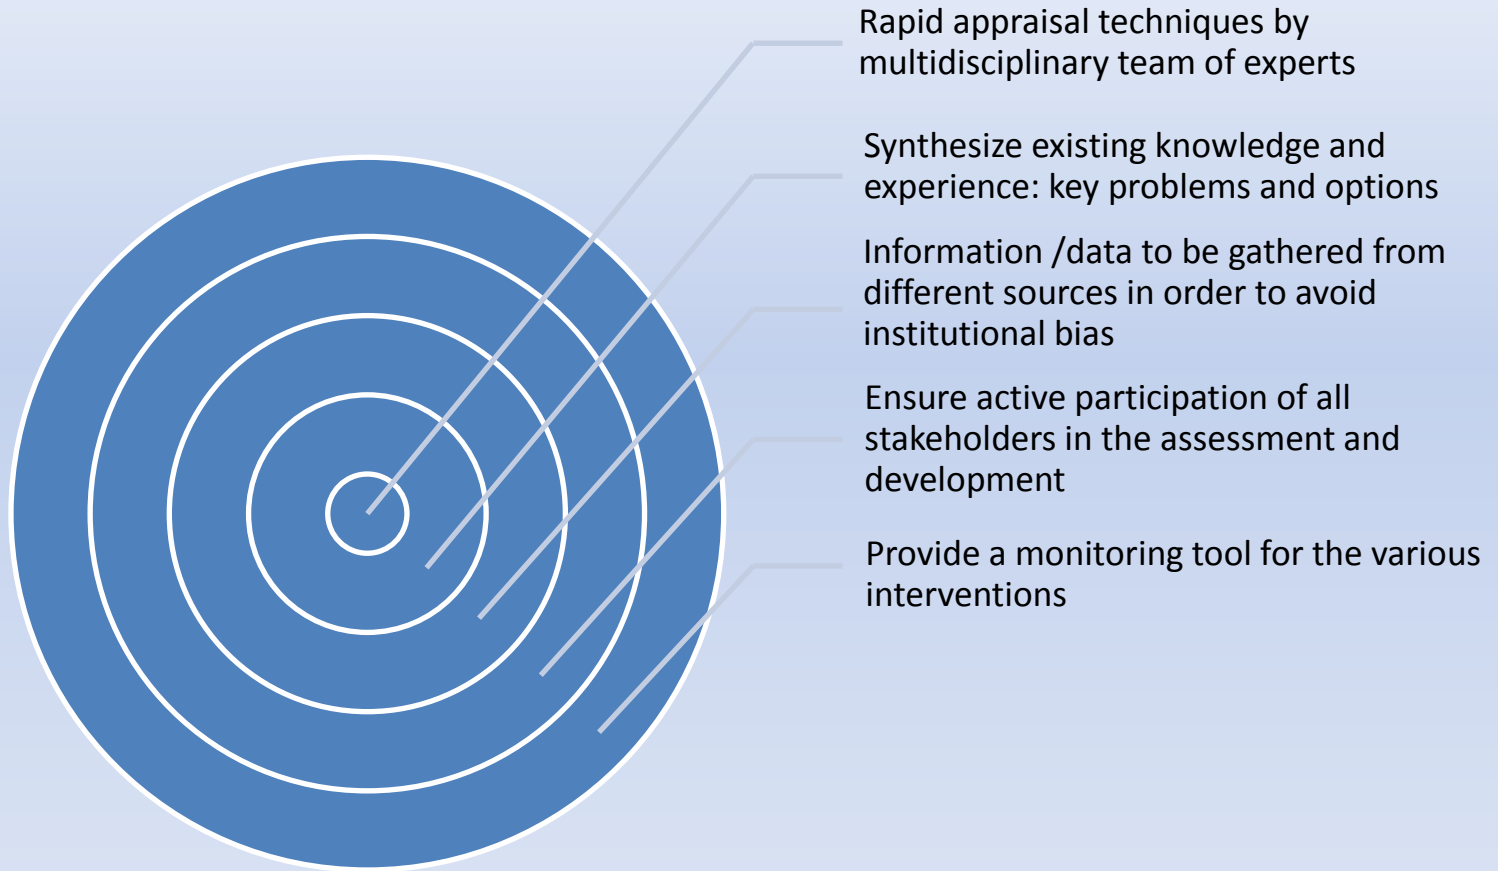 Rapid appraisal techniques by
multidisciplinary team of experts
Synthesize existing knowledge and
experience: key problems and options
Information /data to be gathered from
different sources in order to avoid
institutional bias
Ensure active participation of all
stakeholders in the assessment and
development
Provide a monitoring tool for the various
interventions